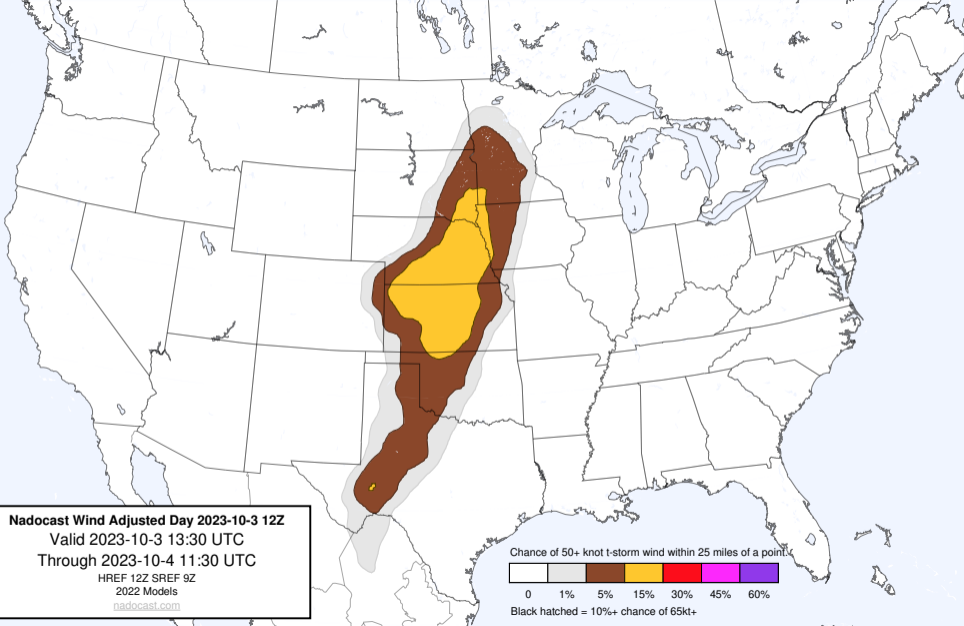 Nadocast Wind Adjusted Day 2023-10-3 12Z
Valid 2023-10-3 13:30 UTC
Through 2023-10-4 11:30 UTC
HREF 12Z SREF 9Z
2022 Models
nadocast.com
Chance of 50+ knot t-storm wind within 25 miles of a point.
0 1% 5% 15% 30% 45% 60%
Black hatched = 10%+ chance of 65kt+